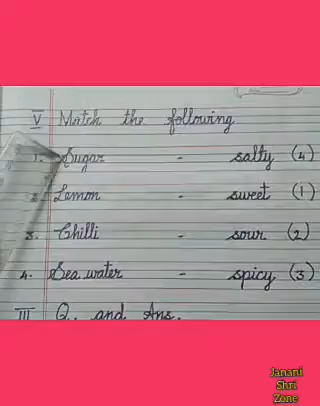 V Match the following
1. Sugar - salty (4)
2. Lemon - sweet (1)
3. Chilli - sour (2)
4. Sea water - spicy (3)
III Q. and Ans.
Janani
Shri
Zone